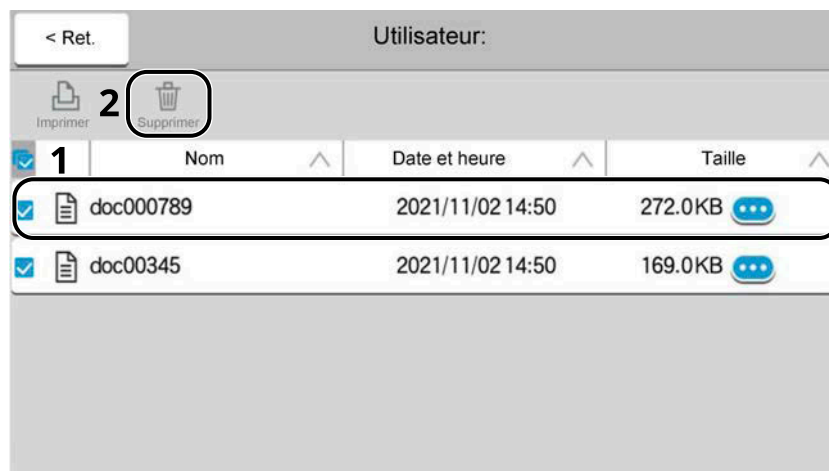 < Ret. Utilisateur:
2
Imprimer Supprimer
1 Nom Date et heure Taille
doc000789 2021/11/02 14:50 272.0KB
doc00345 2021/11/02 14:50 169.0KB